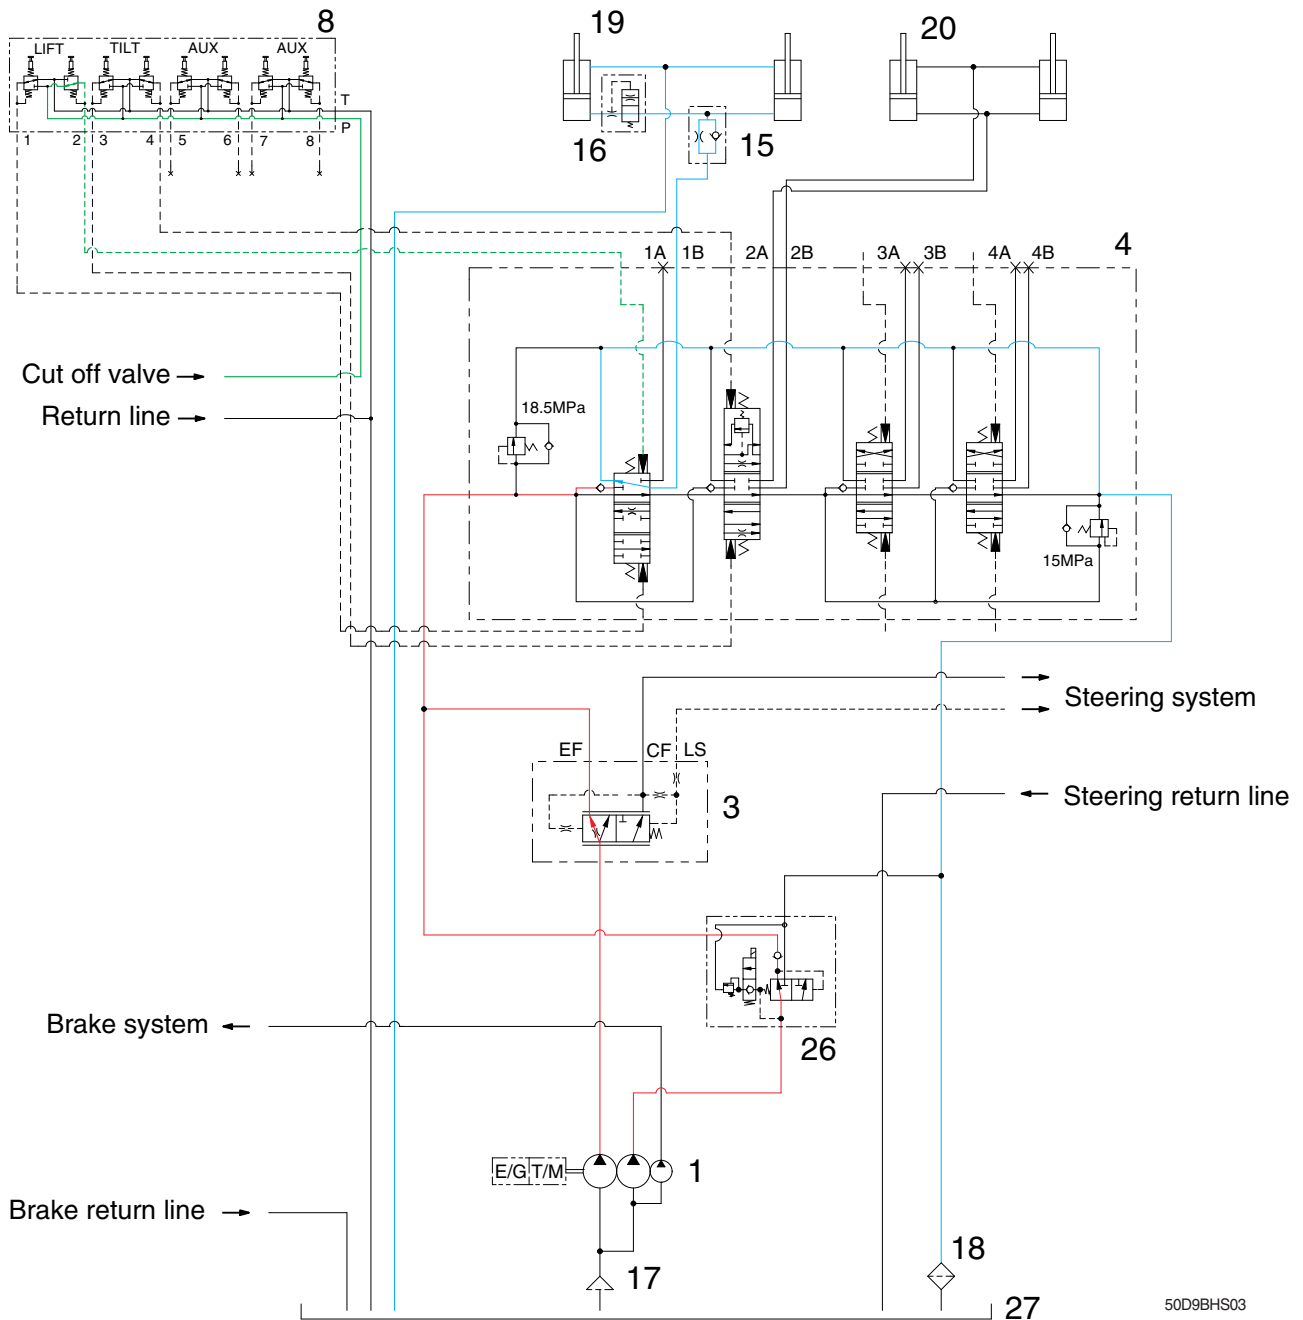 8 19 20
LIFT TILT AUX AUX
T
P
1 2 3 4 5 6 7 8
16 15
1A 1B 2A 2B 3A 3B 4A 4B 4
Cut off valve
Return line
18.5MPa
15MPa
Steering system
EF CF LS
3
Steering return line
Brake system
26
E/G T/M 1
Brake return line
17 18
27
50D9BHS03